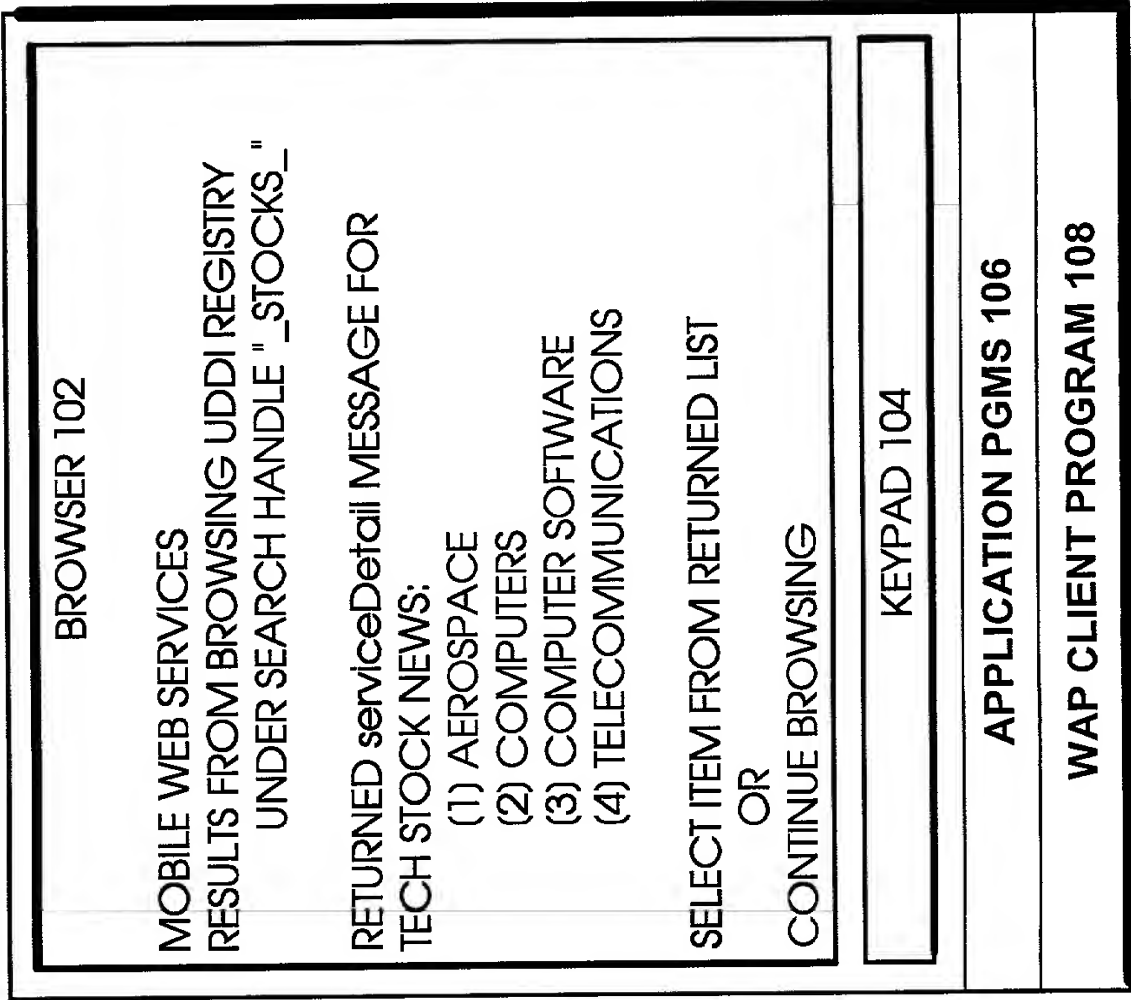 BROWSER 102
MOBILE WEB SERVICES
RESULTS FROM BROWSING UDDI REGISTRY
UNDER SEARCH HANDLE "_STOCKS_"
RETURNED serviceDetail MESSAGE FOR
TECH STOCK NEWS:
(1) AEROSPACE
(2) COMPUTERS
(3) COMPUTER SOFTWARE
(4) TELECOMMUNICATIONS
SELECT ITEM FROM RETURNED LIST
OR
CONTINUE BROWSING
KEYPAD 104
APPLICATION PGMS 106
WAP CLIENT PROGRAM 108